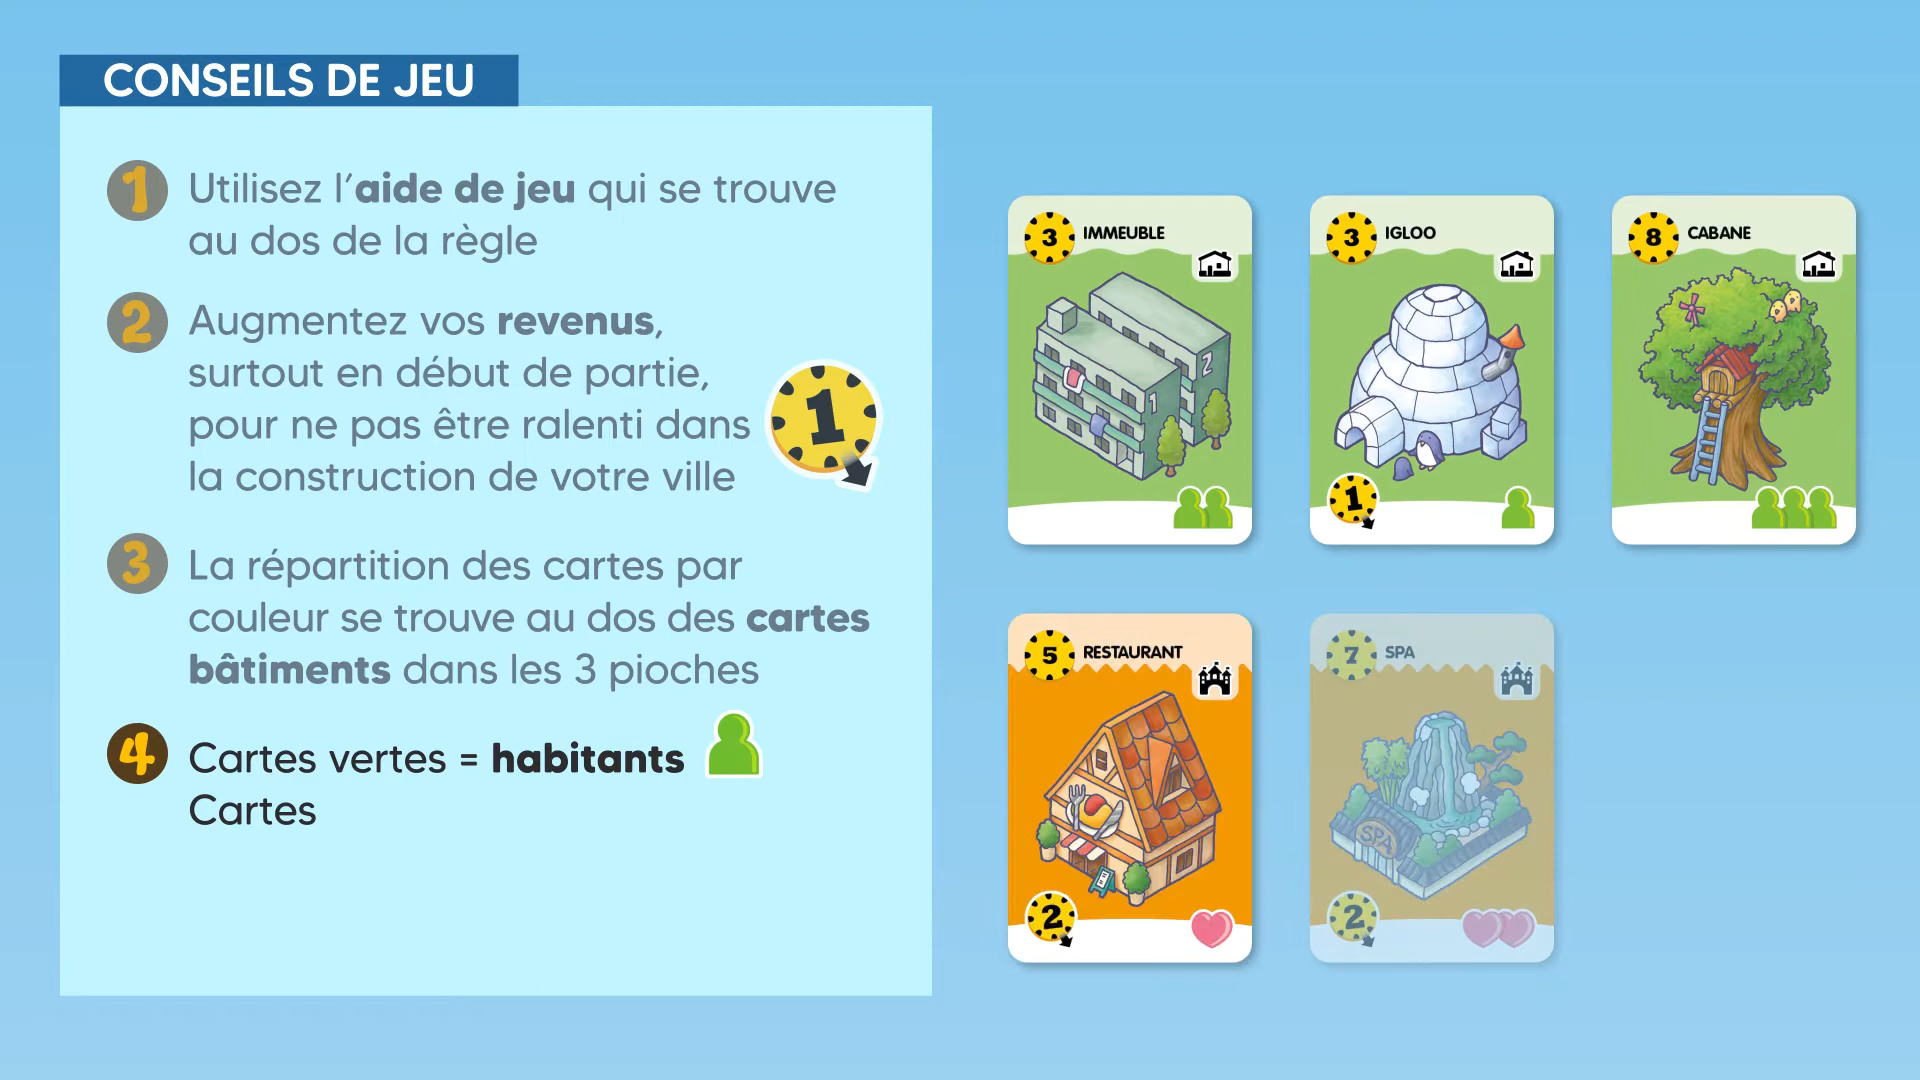 CONSEILS DE JEU
1 Utilisez l’aide de jeu qui se trouve
au dos de la règle
2 Augmentez vos revenus,
surtout en début de partie,
pour ne pas être ralenti dans
la construction de votre ville
1
3 La répartition des cartes par
couleur se trouve au dos des cartes
bâtiments dans les 3 pioches
4 Cartes vertes = habitants
Cartes
3 IMMEUBLE
2
1
3 IGLOO
1
8 CABANE
5 RESTAURANT
2
7 SPA
SPA
2